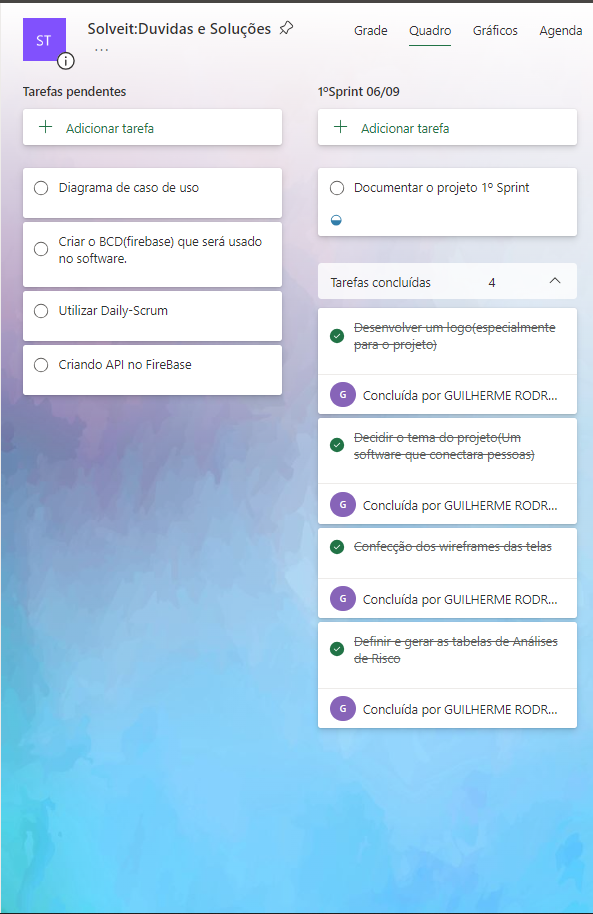 ST
Solveit:Duvidas e Soluções
...
Grade
Quadro
Gráficos
Agenda
Tarefas pendentes
Adicionar tarefa
Diagrama de caso de uso
Criar o BCD(firebase) que será usado
no software.
Utilizar Daily-Scrum
Criando API no FireBase
1ºSprint 06/09
Adicionar tarefa
Documentar o projeto 1º Sprint
Tarefas concluídas 4
Desenvolver um logo(especialmente
para o projeto)
G Concluída por GUILHERME RODR...
Decidir o tema do projeto(Um
software que conectara pessoas)
G Concluída por GUILHERME RODR...
Confecção dos wireframes das telas
G Concluída por GUILHERME RODR...
Definir e gerar as tabelas de Análises
de Risco
G Concluída por GUILHERME RODR...